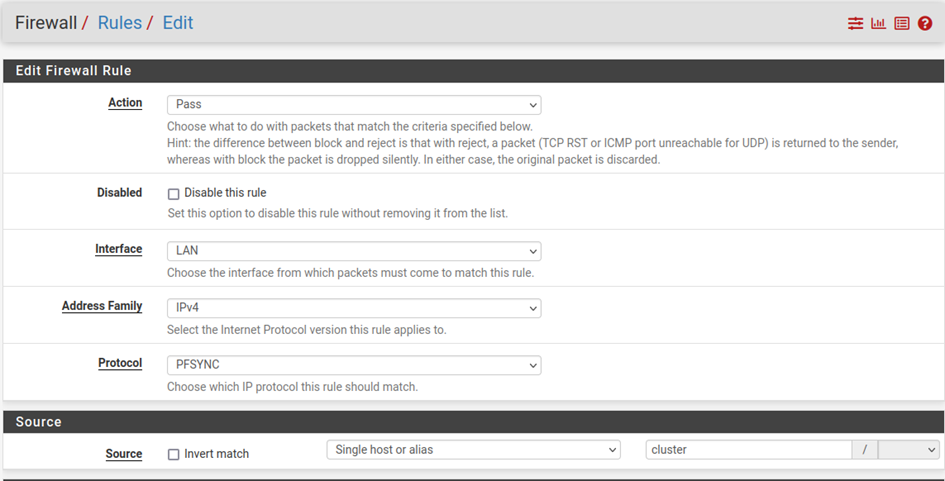 Firewall / Rules / Edit
Edit Firewall Rule
Action
Pass
Choose what to do with packets that match the criteria specified below.
Hint: the difference between block and reject is that with reject, a packet (TCP RST or ICMP port unreachable for UDP) is returned to the sender,
whereas with block the packet is dropped silently. In either case, the original packet is discarded.
Disabled
Disable this rule
Set this option to disable this rule without removing it from the list.
Interface
LAN
Choose the interface from which packets must come to match this rule.
Address Family
IPv4
Select the Internet Protocol version this rule applies to.
Protocol
PFSYNC
Choose which IP protocol this rule should match.
Source
Source
Invert match
Single host or alias
cluster
/